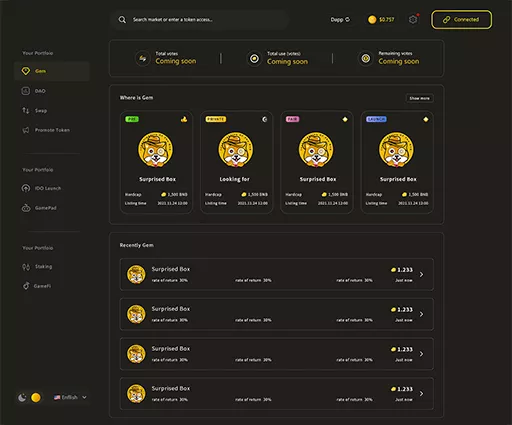 Search market or enter a token access...
Dapp
$0.757
Connected
Your Portfolio
Gem
DAO
Swap
Promote Token
Your Portfolio
IDO Launch
GamePad
Your Portfolio
Staking
GameFi
English
Total votes
Coming soon
Total use (votes)
Coming soon
Remaining votes
Coming soon
Where is Gem
Show more
PRE
Surprised Box
Hardcap 1,500 BNB
Listing time 2021.11.24 13:00
PRIVATE
Looking for
Hardcap 1,500 BNB
Listing time 2021.11.24 13:00
FAIR
Surprised Box
Hardcap 1,500 BNB
Listing time 2021.11.24 13:00
LAUNCH
Surprised Box
Hardcap 1,500 BNB
Listing time 2021.11.24 13:00
Recently Gem
Surprised Box
1.233
rate of return 30% rate of return 30% rate of return 30% Just now
Surprised Box
1.233
rate of return 30% rate of return 30% rate of return 30% Just now
Surprised Box
1.233
rate of return 30% rate of return 30% rate of return 30% Just now
Surprised Box
1.233
rate of return 30% rate of return 30% rate of return 30% Just now